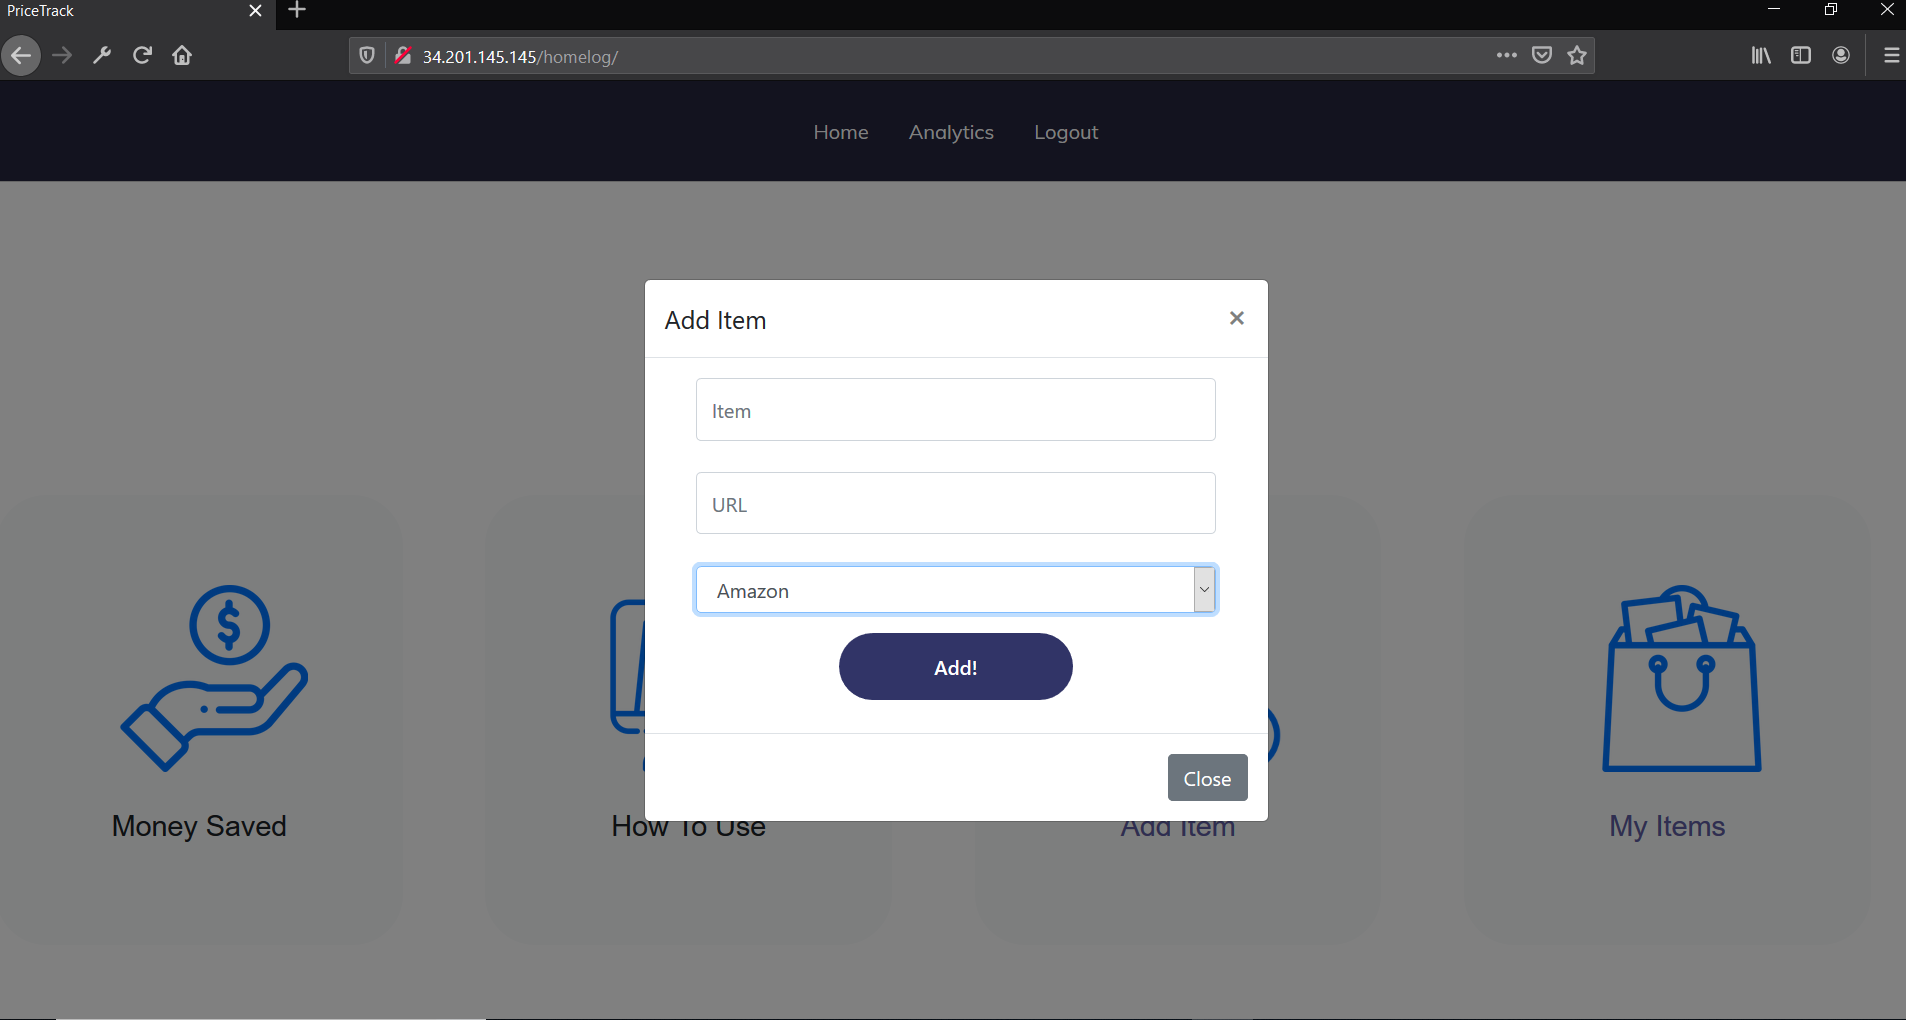 PriceTrack
34.201.145.145/homelog/
Home Analytics Logout
Add Item
Item
URL
Amazon
Add!
Close
Money Saved
How To Use
Add Item
My Items